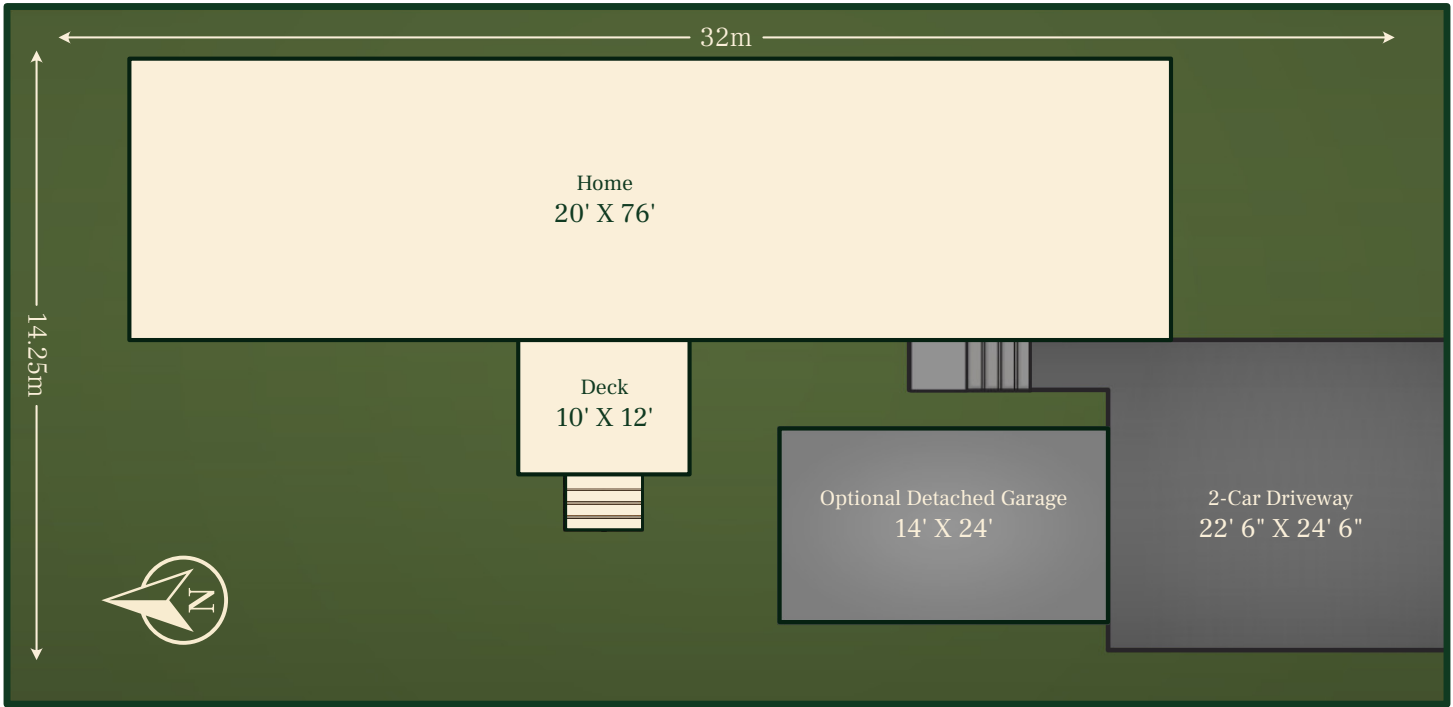 32m
Home
20' X 76'
14.25m
Deck
10' X 12'
Optional Detached Garage
14' X 24'
2-Car Driveway
22' 6" X 24' 6"
N